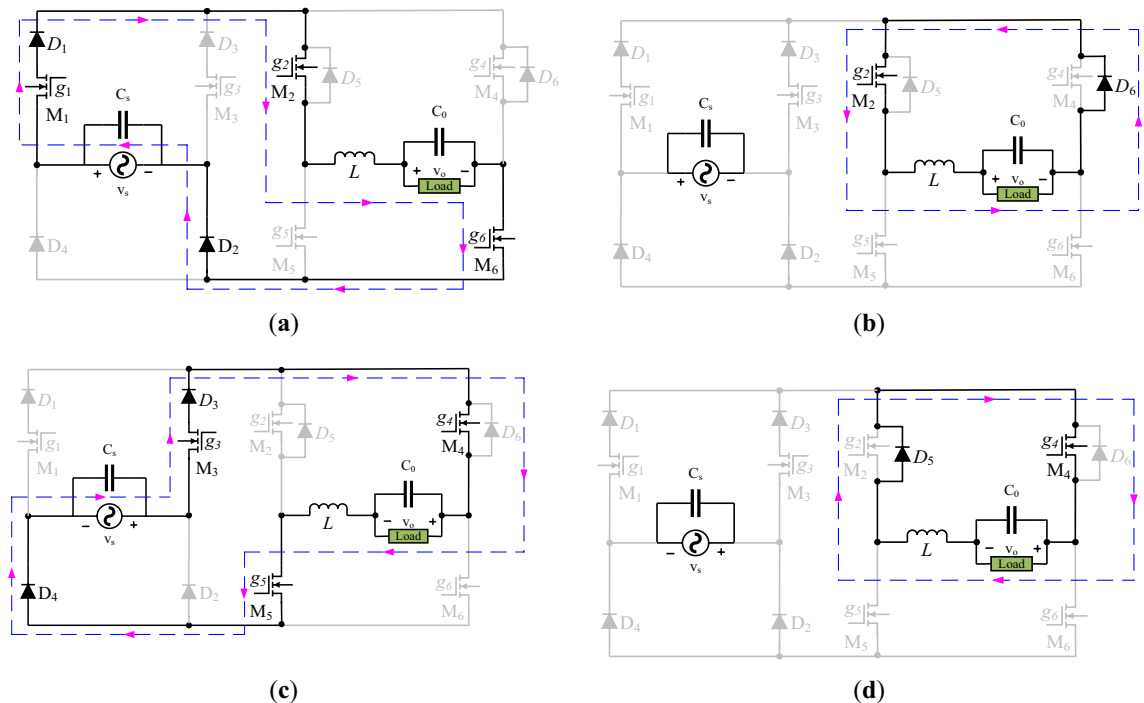 D1 D3
g1 g3
M1 M3
g2 D5 g4 D6
M2 M4
Cs
+ −
vs
C0
L + vo −
Load
D4 D2
g5 g6
M5 M6
(a)
D1 D3
g1 g3
M1 M3
g2 D5 g4 D6
M2 M4
Cs
+ −
vs
C0
L + vo −
Load
D4 D2
g5 g6
M5 M6
(b)
D1 D3
g1 g3
M1 M3
g2 D5 g4 D6
M2 M4
Cs
− +
vs
C0
L − vo +
Load
D4 D2
g5 g6
M5 M6
(c)
D1 D3
g1 g3
M1 M3
g2 D5 g4 D6
M2 M4
Cs
− +
vs
C0
L − vo +
Load
D4 D2
g5 g6
M5 M6
(d)